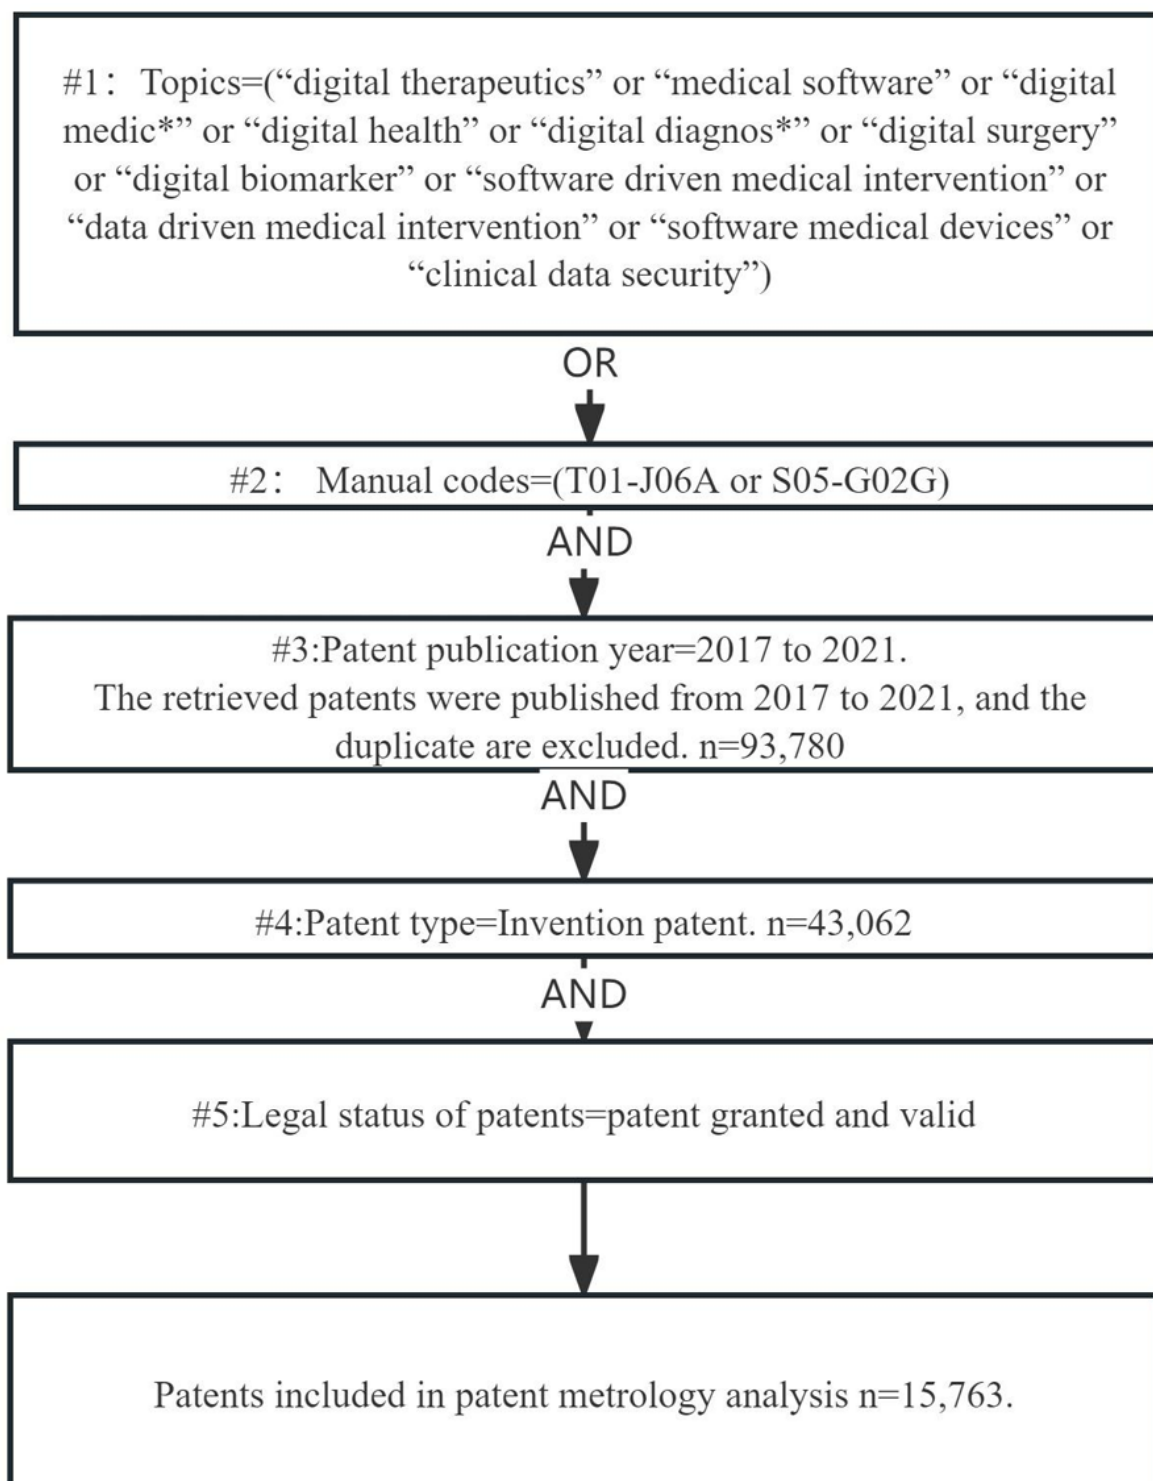 #1： Topics=(“digital therapeutics” or “medical software” or “digital
medic*” or “digital health” or “digital diagnos*” or “digital surgery”
or “digital biomarker” or “software driven medical intervention” or
“data driven medical intervention” or “software medical devices” or
“clinical data security”)
OR
#2： Manual codes=(T01-J06A or S05-G02G)
AND
#3:Patent publication year=2017 to 2021.
The retrieved patents were published from 2017 to 2021, and the
duplicate are excluded. n=93,780
AND
#4:Patent type=Invention patent. n=43,062
AND
#5:Legal status of patents=patent granted and valid
Patents included in patent metrology analysis n=15,763.